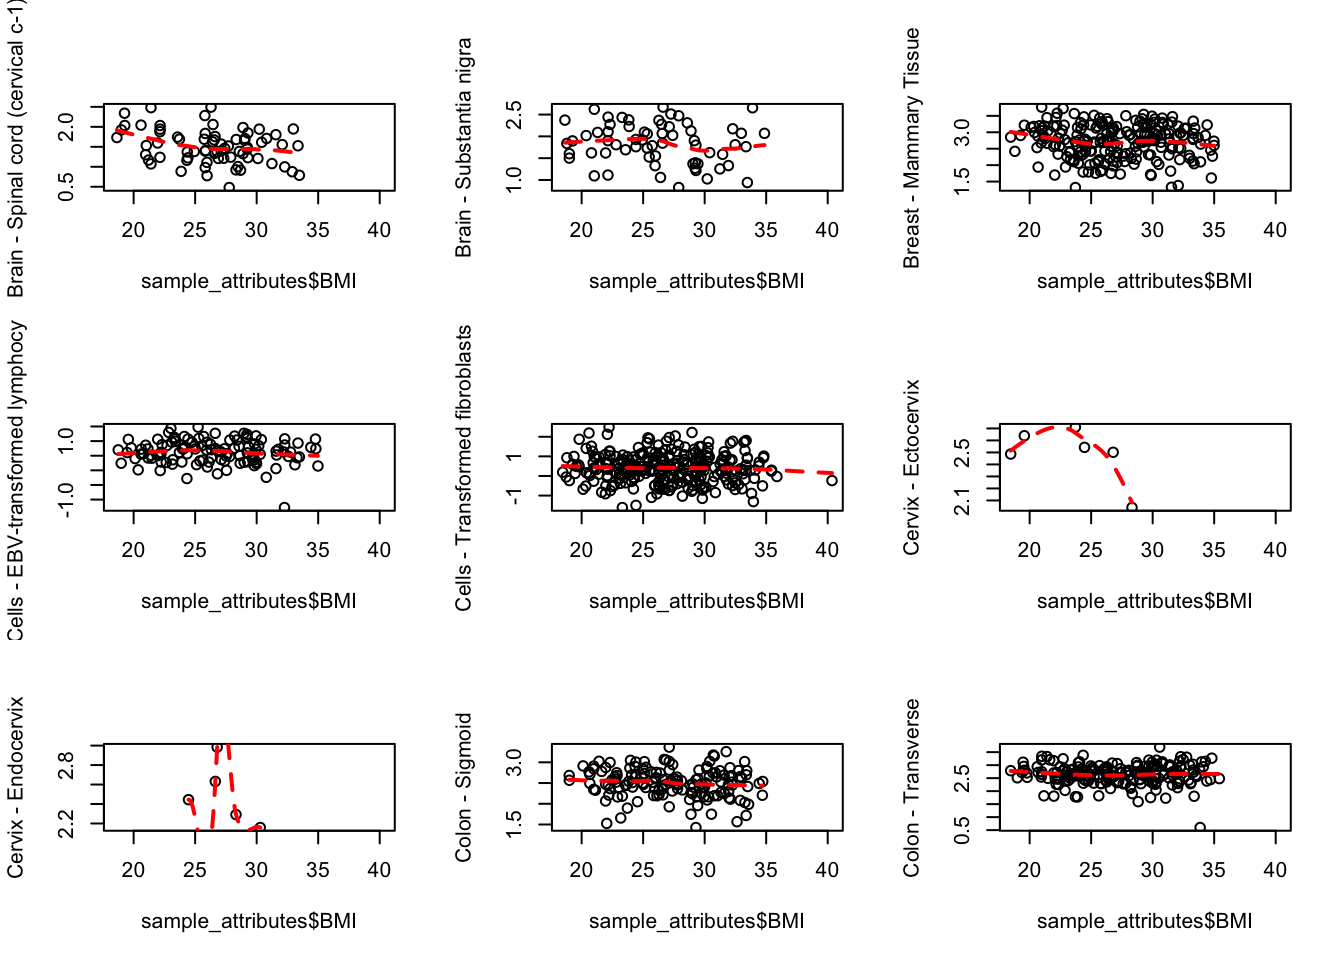 Brain - Spinal cord (cervical c-1)
2.0
0.5
20 25 30 35 40
sample_attributes$BMI
Brain - Substantia nigra
2.5
1.0
20 25 30 35 40
sample_attributes$BMI
Breast - Mammary Tissue
3.0
1.5
20 25 30 35 40
sample_attributes$BMI
Cells - EBV-transformed lymphocy
1.0
-1.0
20 25 30 35 40
sample_attributes$BMI
Cells - Transformed fibroblasts
1
-1
20 25 30 35 40
sample_attributes$BMI
Cervix - Ectocervix
2.5
2.1
20 25 30 35 40
sample_attributes$BMI
Cervix - Endocervix
2.8
2.2
20 25 30 35 40
sample_attributes$BMI
Colon - Sigmoid
3.0
1.5
20 25 30 35 40
sample_attributes$BMI
Colon - Transverse
2.5
0.5
20 25 30 35 40
sample_attributes$BMI